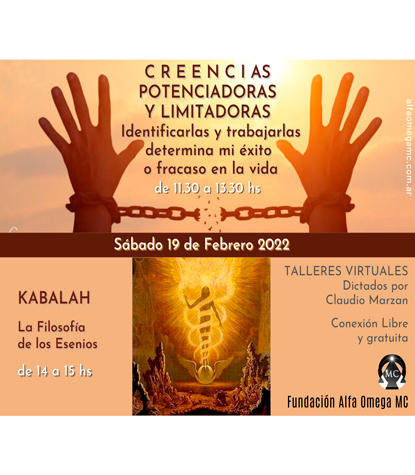 CREENCIAS
POTENCIADORAS
Y LIMITADORAS
Identificarlas y trabajarlas
determina mi éxito
o fracaso en la vida
de 11.30 a 13.30 hs
alfaomegamc.com.ar
Sábado 19 de Febrero 2022
KABALAH
La Filosofía
de los Esenios
de 14 a 15 hs
TALLERES VIRTUALES
Dictados por
Claudio Marzan
Conexión Libre
y gratuita
MC
Fundación Alfa Omega MC